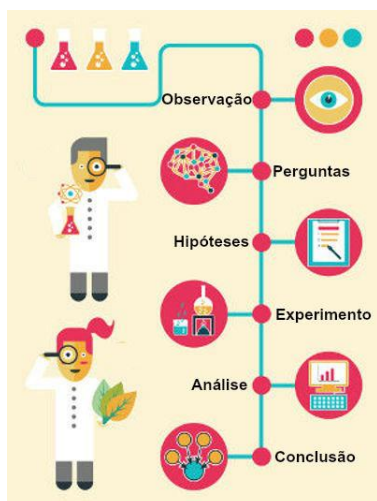 Observação
Perguntas
Hipóteses
Experimento
Análise
Conclusão